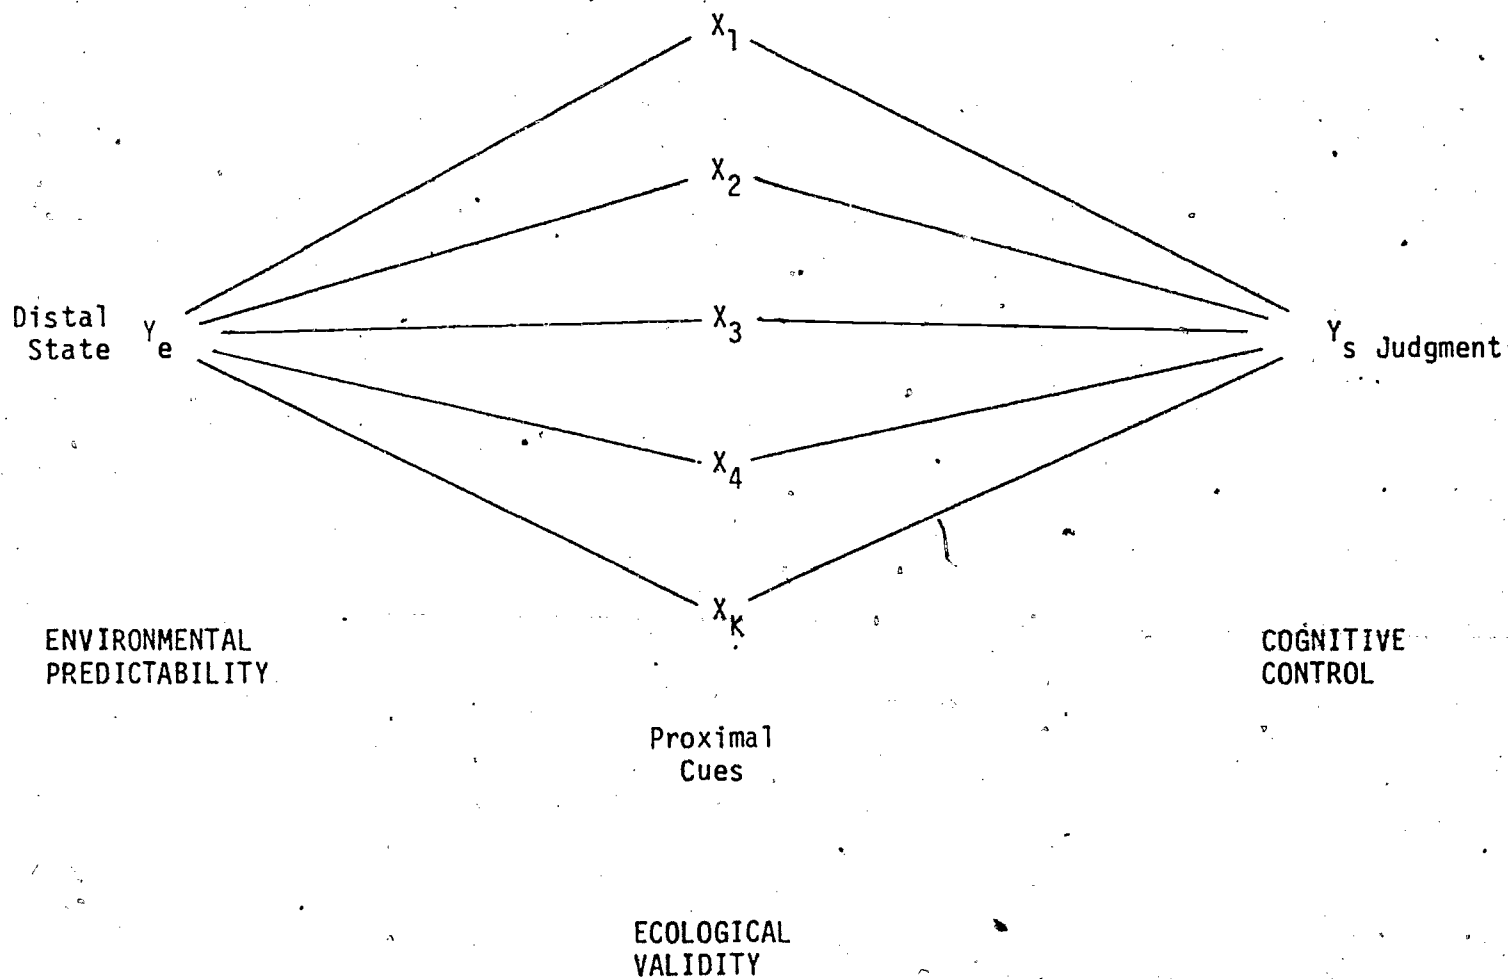 X1
X2
Distal
State Ye
X3
Ys Judgment
X4
XK
ENVIRONMENTAL
PREDICTABILITY
COGNITIVE
CONTROL
Proximal
Cues
ECOLOGICAL
VALIDITY